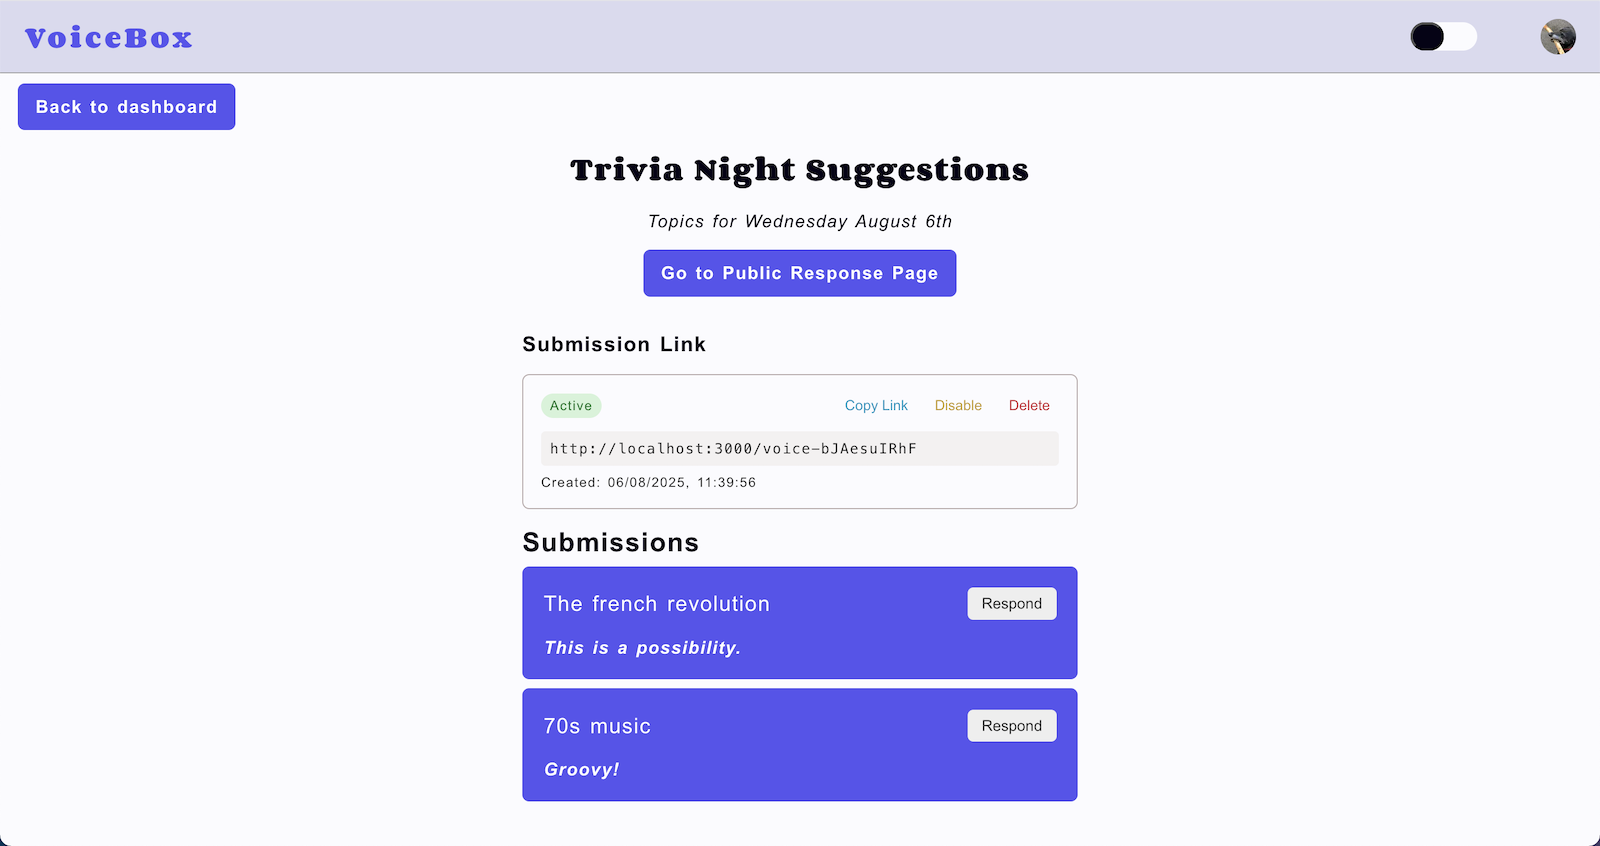 VoiceBox
Back to dashboard
Trivia Night Suggestions
Topics for Wednesday August 6th
Go to Public Response Page
Submission Link
Active Copy Link Disable Delete
http://localhost:3000/voice-bJAesuIRhF
Created: 06/08/2025, 11:39:56
Submissions
The french revolution Respond
This is a possibility.
70s music Respond
Groovy!